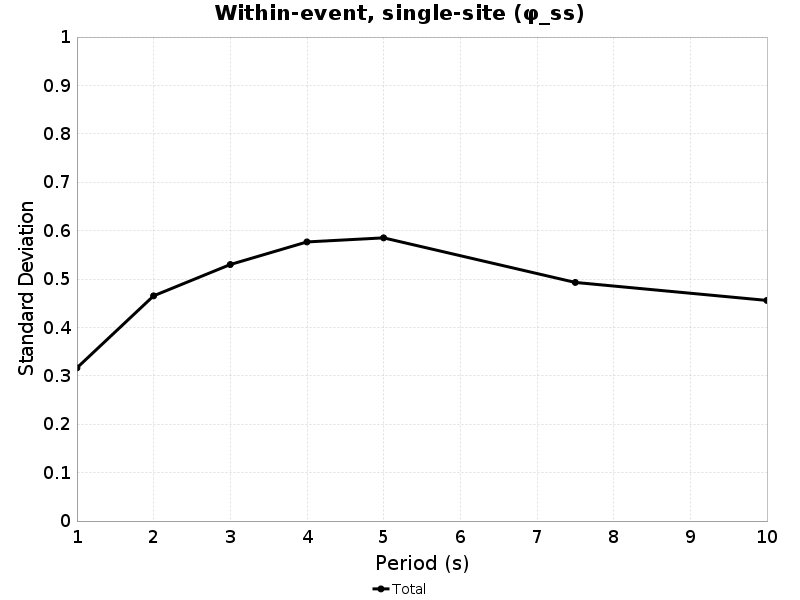 Within-event, single-site (φ_ss)
1
0.9
0.8
0.7
0.6
0.5
0.4
0.3
0.2
0.1
0
Standard Deviation
1 2 3 4 5 6 7 8 9 10
Period (s)
Total